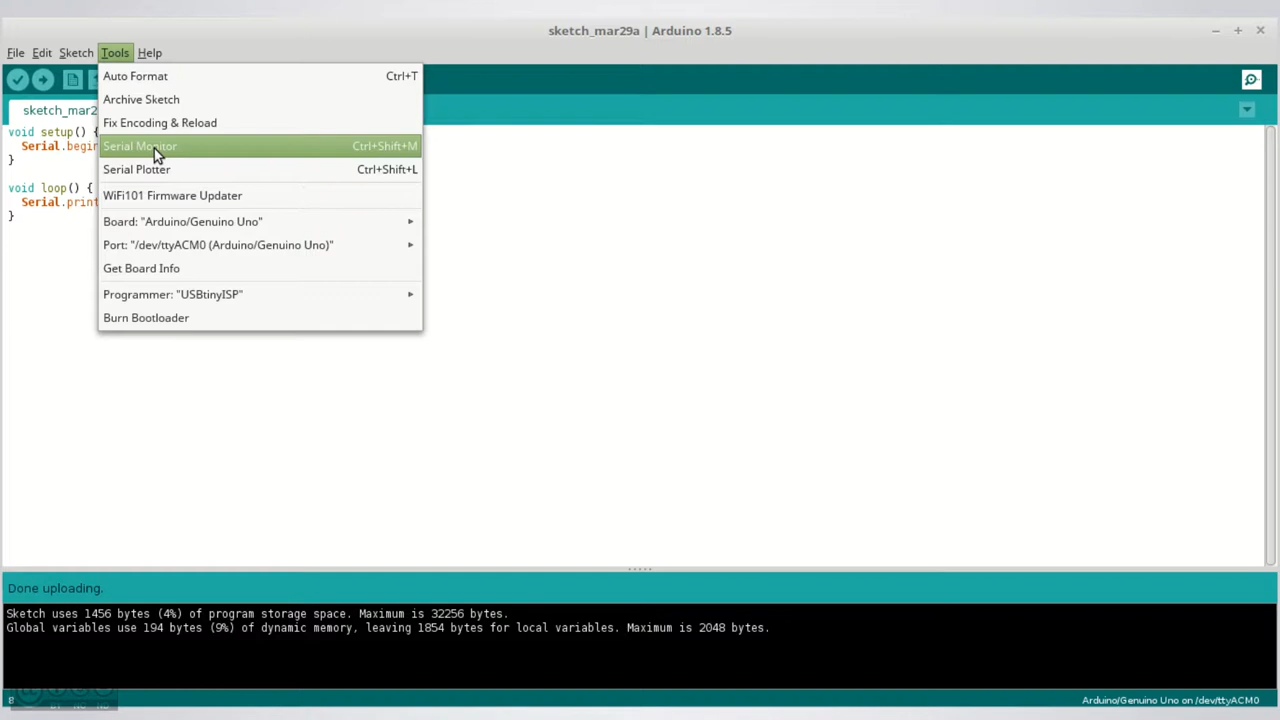 sketch_mar29a | Arduino 1.8.5
File Edit Sketch Tools Help
Auto Format Ctrl+T
Archive Sketch
Fix Encoding & Reload
Serial Monitor Ctrl+Shift+M
Serial Plotter Ctrl+Shift+L
WiFi101 Firmware Updater
Board: "Arduino/Genuino Uno"
Port: "/dev/ttyACM0 (Arduino/Genuino Uno)"
Get Board Info
Programmer: "USBtinyISP"
Burn Bootloader
sketch_mar2
void setup() {
Serial.begin
}
void loop() {
Serial.print
}
Done uploading.
Sketch uses 1456 bytes (4%) of program storage space. Maximum is 32256 bytes.
Global variables use 194 bytes (9%) of dynamic memory, leaving 1854 bytes for local variables. Maximum is 2048 bytes.
8 Arduino/Genuino Uno on /dev/ttyACM0